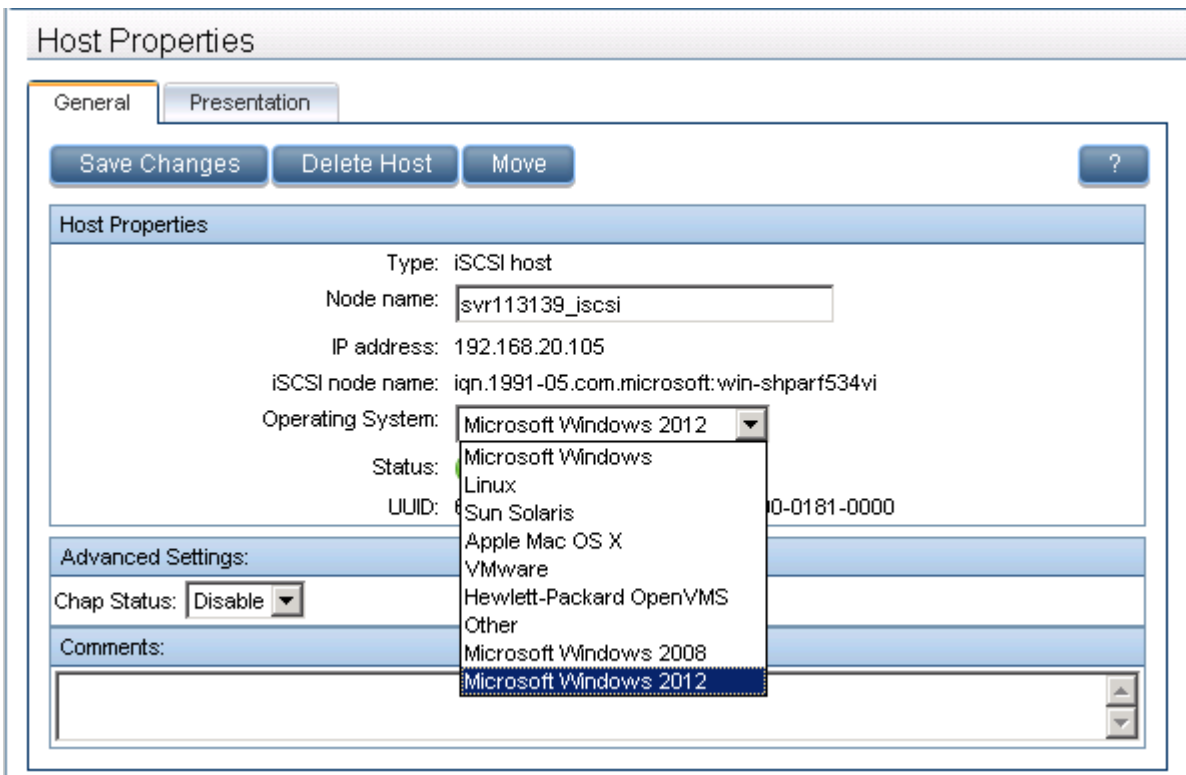 Host Properties
General Presentation
Save Changes Delete Host Move ?
Host Properties
Type: iSCSI host
Node name: svr113139_iscsi
IP address: 192.168.20.105
iSCSI node name: iqn.1991-05.com.microsoft:win-shparf534vi
Operating System: Microsoft Windows 2012
Microsoft Windows
Status:
Linux
UUID: 0-0181-0000
Sun Solaris
Apple Mac OS X
Advanced Settings:
VMware
Chap Status: Disable
Hewlett-Packard OpenVMS
Other
Comments:
Microsoft Windows 2008
Microsoft Windows 2012